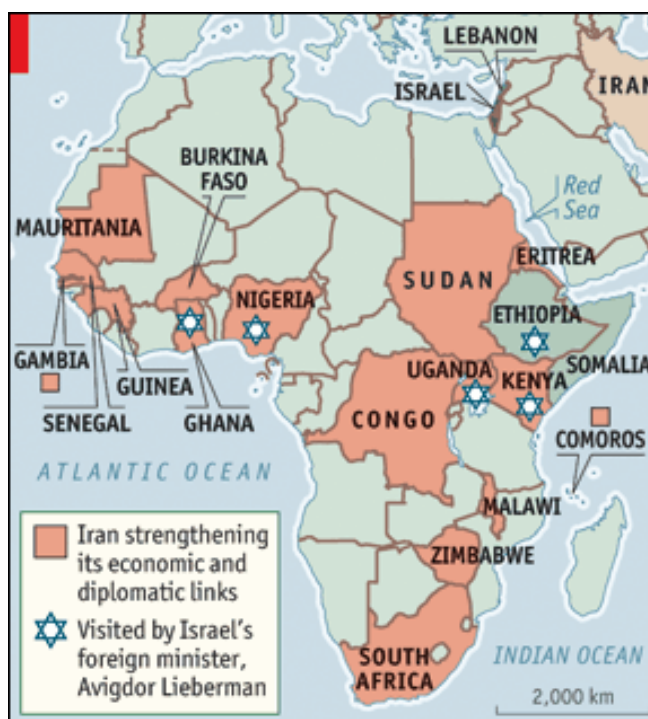 LEBANON
ISRAEL
IRAN
BURKINA
FASO
Red
Sea
MAURITANIA
ERITREA
SUDAN
NIGERIA
ETHIOPIA
GAMBIA
UGANDA
KENYA
SOMALIA
GUINEA
SENEGAL
GHANA
CONGO
COMOROS
ATLANTIC OCEAN
MALAWI
ZIMBABWE
Iran strengthening
its economic and
diplomatic links
Visited by Israel's
foreign minister,
Avigdor Lieberman
SOUTH
AFRICA
INDIAN OCEAN
2,000 km